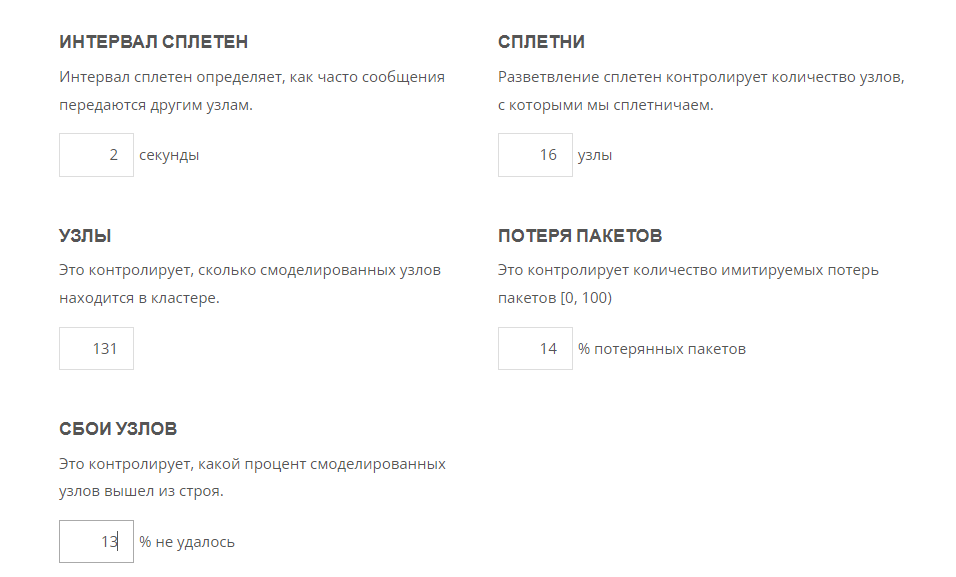 ИНТЕРВАЛ СПЛЕТЕН
Интервал сплетен определяет, как часто сообщения
передаются другим узлам.
2 секунды
СПЛЕТНИ
Разветвление сплетен контролирует количество узлов,
с которыми мы сплетничаем.
16 узлы
УЗЛЫ
Это контролирует, сколько смоделированных узлов
находится в кластере.
131
ПОТЕРЯ ПАКЕТОВ
Это контролирует количество имитируемых потерь
пакетов [0, 100)
14 % потерянных пакетов
СБОИ УЗЛОВ
Это контролирует, какой процент смоделированных
узлов вышел из строя.
13 % не удалось